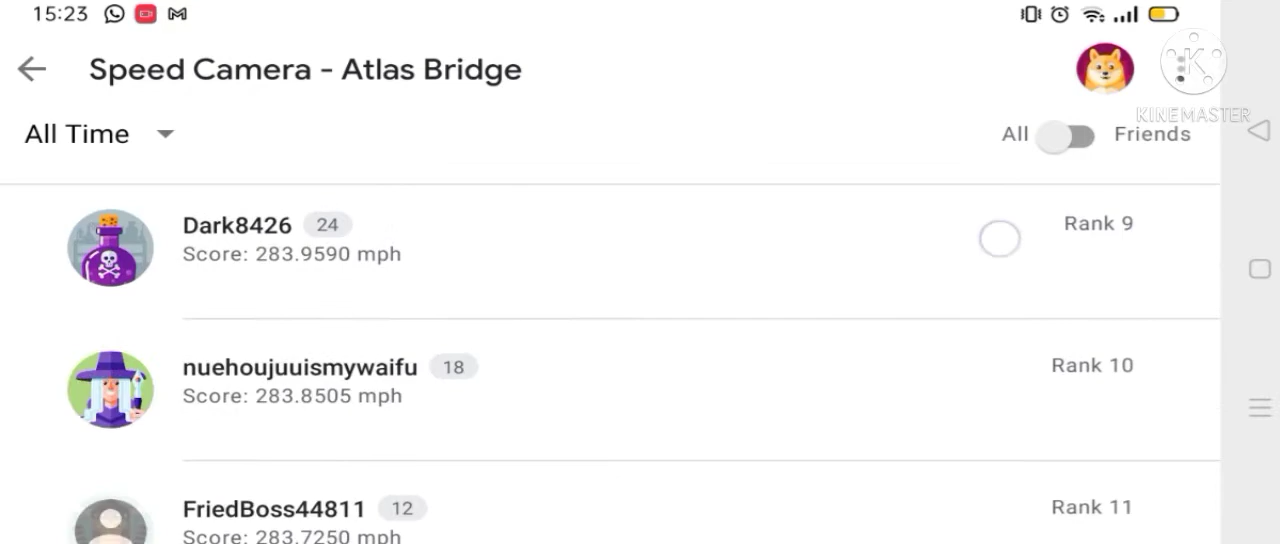 15:23
Speed Camera - Atlas Bridge
KINEMASTER
All Time
All Friends
Dark8426 24
Rank 9
Score: 283.9590 mph
nuehoujuuismywaifu 18
Rank 10
Score: 283.8505 mph
FriedBoss44811 12
Rank 11
Score: 283.7250 mph